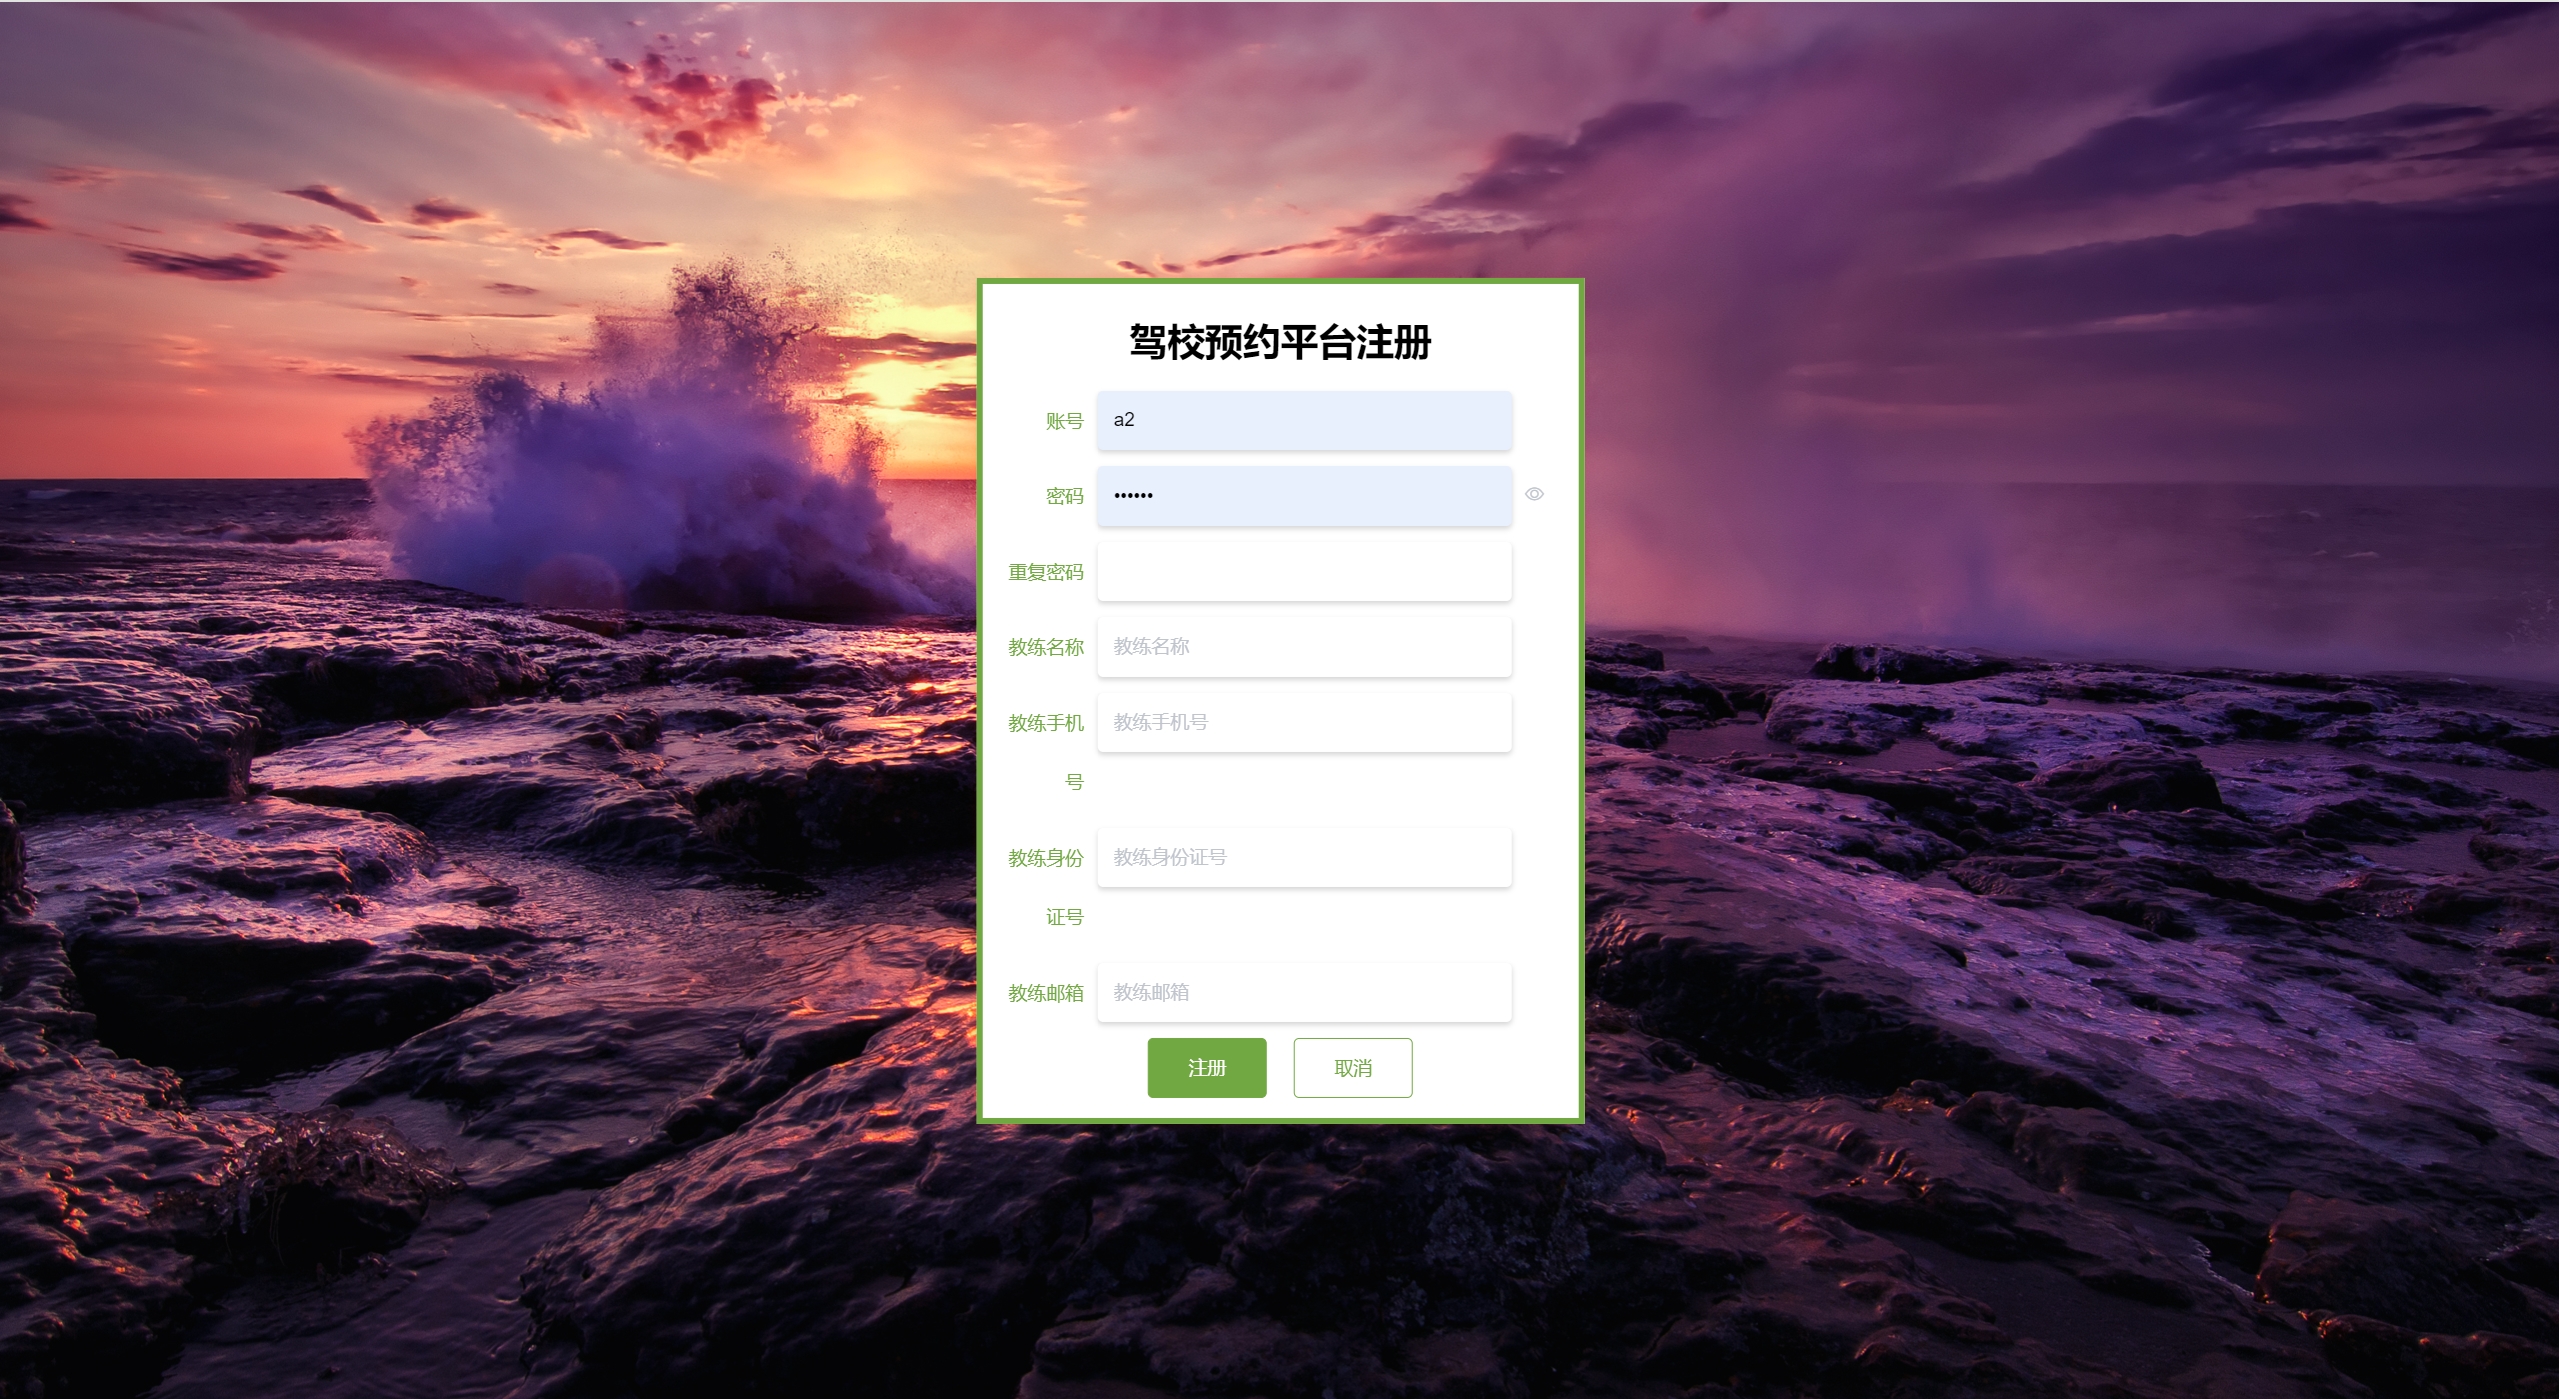 驾校预约平台注册
账号 a2
密码 ••••••
重复密码
教练名称 教练名称
教练手机 教练手机号
号
教练身份 教练身份证号
证号
教练邮箱 教练邮箱
注册 取消